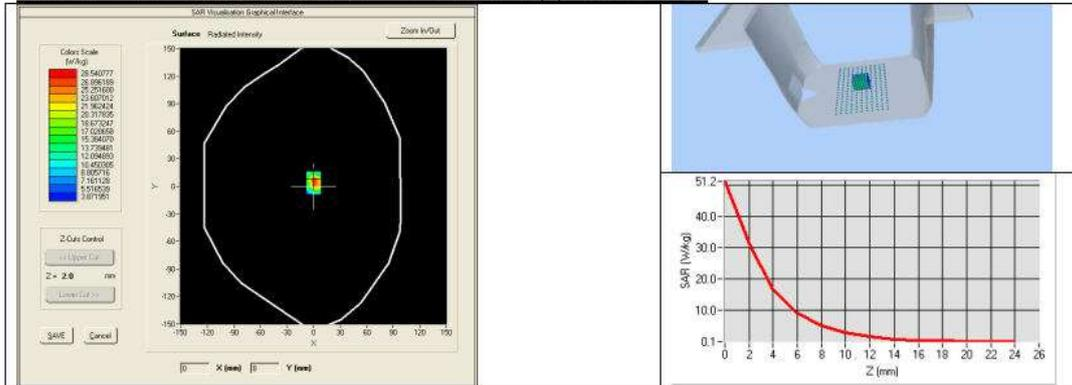 SAR Visualisation Graphical Interface
Surface Radiated Intensity
Zoom In/Out
Colors Scale
(W/kg)
28.540777
26.896189
25.251600
23.607012
21.962424
20.317835
18.673247
17.028658
15.384070
13.739481
12.094893
10.450305
8.805716
7.161128
5.516539
3.871951
150
120
90
60
30
0
-30
-60
-90
-120
-150
Y
-150 -120 -90 -60 -30 0 30 60 90 120 150
X
Z-Cuts Control
<< Upper Cut
Z = 2.0 mm
Lower Cut >>
SAVE Cancel
0 X (mm) 0 Y (mm)
51.2
40.0
30.0
20.0
10.0
0.1
SAR (W/kg)
0 2 4 6 8 10 12 14 16 18 20 22 24 26
Z (mm)